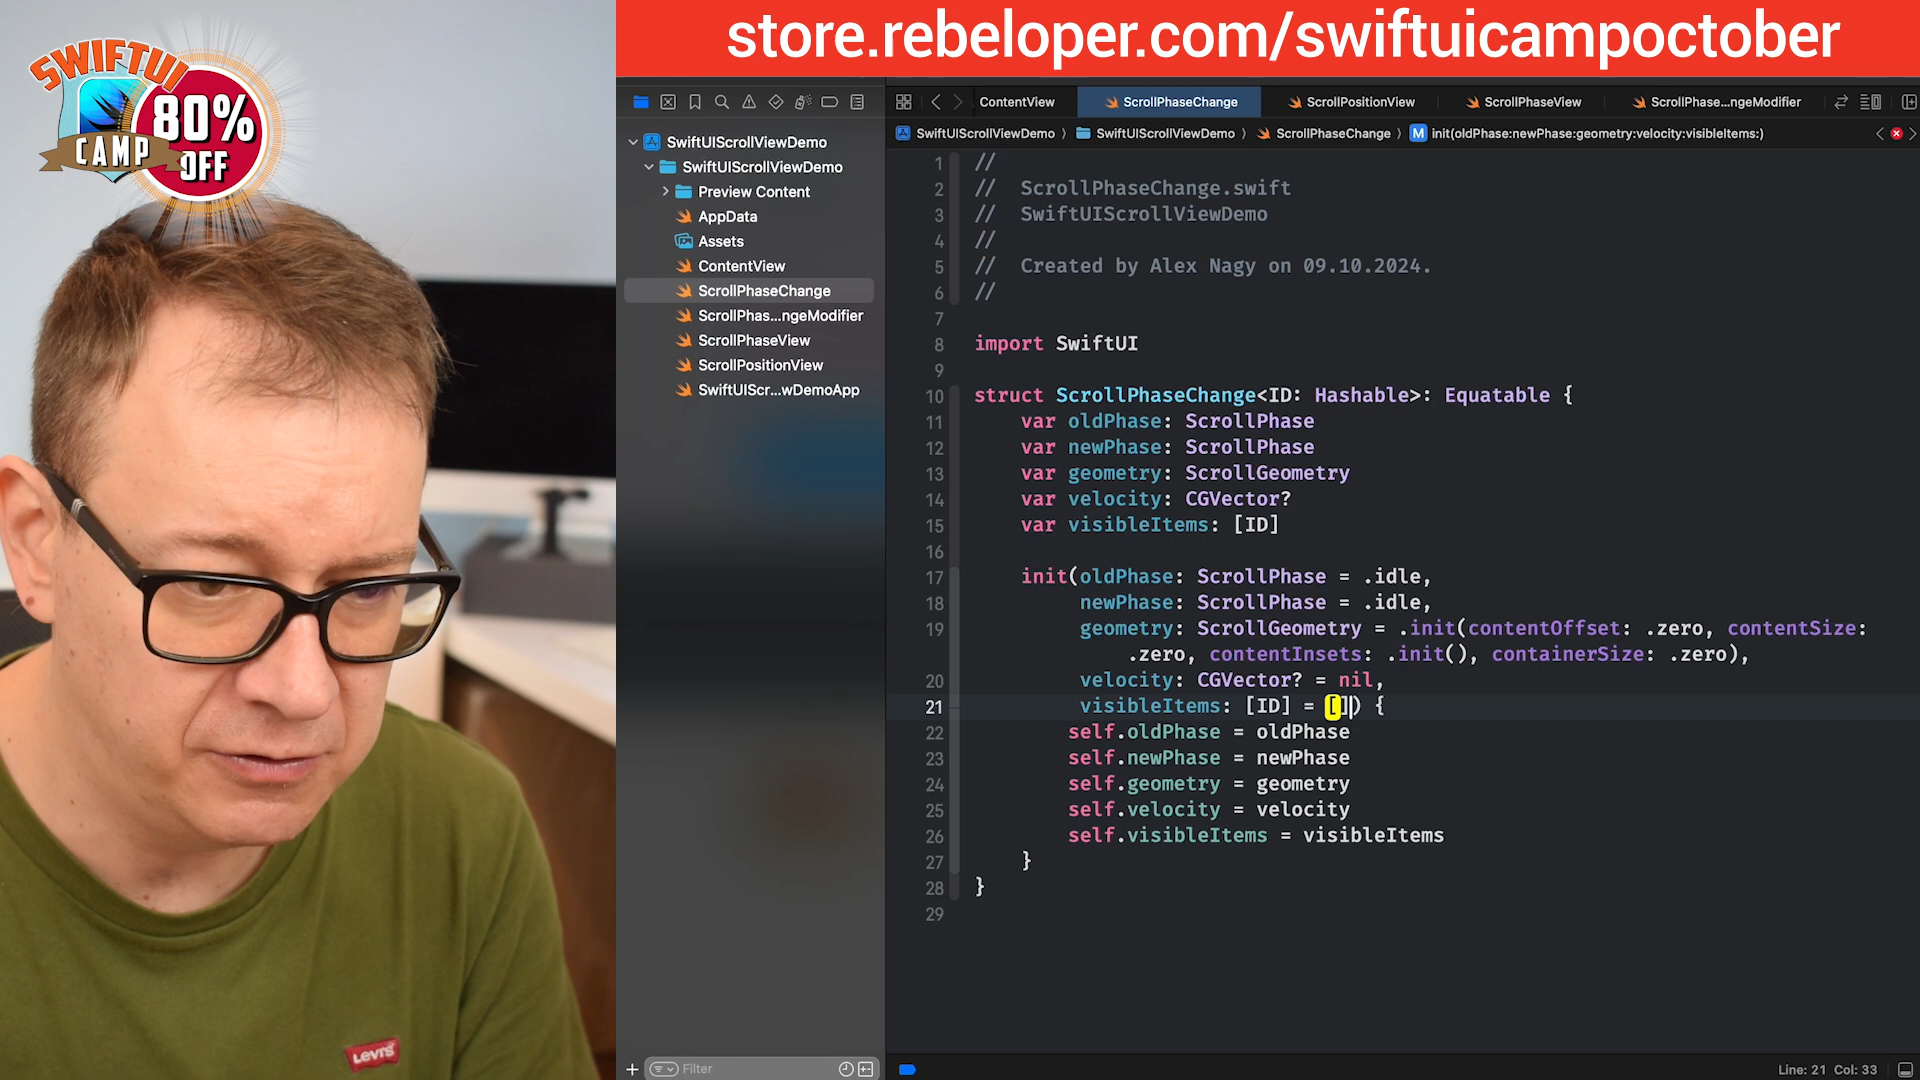 store.rebeloper.com/swiftuicampoctober
SWIFTUI
CAMP
80%
OFF
Levi's
SwiftUIScrollViewDemo
SwiftUIScrollViewDemo
Preview Content
AppData
Assets
ContentView
ScrollPhaseChange
ScrollPhas...ngeModifier
ScrollPhaseView
ScrollPositionView
SwiftUIScr...wDemoApp
Filter
ContentView
ScrollPhaseChange
ScrollPositionView
ScrollPhaseView
ScrollPhase...ngeModifier
SwiftUIScrollViewDemo
SwiftUIScrollViewDemo
ScrollPhaseChange
M init(oldPhase:newPhase:geometry:velocity:visibleItems:)
1 //
2 // ScrollPhaseChange.swift
3 // SwiftUIScrollViewDemo
4 //
5 // Created by Alex Nagy on 09.10.2024.
6 //
7
8 import SwiftUI
9
10 struct ScrollPhaseChange<ID: Hashable>: Equatable {
11 var oldPhase: ScrollPhase
12 var newPhase: ScrollPhase
13 var geometry: ScrollGeometry
14 var velocity: CGVector?
15 var visibleItems: [ID]
16
17 init(oldPhase: ScrollPhase = .idle,
18 newPhase: ScrollPhase = .idle,
19 geometry: ScrollGeometry = .init(contentOffset: .zero, contentSize:
.zero, contentInsets: .init(), containerSize: .zero),
20 velocity: CGVector? = nil,
21 visibleItems: [ID] = []) {
22 self.oldPhase = oldPhase
23 self.newPhase = newPhase
24 self.geometry = geometry
25 self.velocity = velocity
26 self.visibleItems = visibleItems
27 }
28 }
29
Line: 21 Col: 33